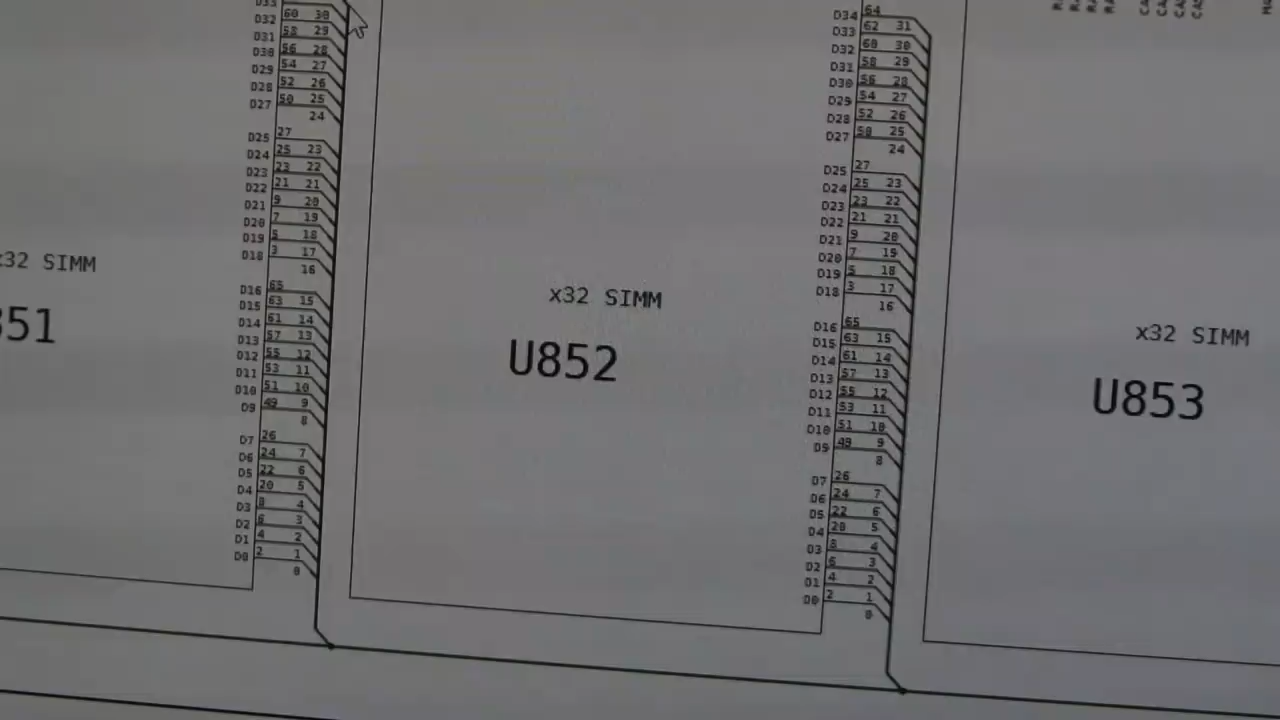 D32 60 30
D31 58 29
D30 56 28
D29 54 27
D28 52 26
D27 50 25
24
D25 27
D24 25 23
D23 23 22
D22 21 21
D21 9 20
D20 7 19
D19 5 18
D18 3 17
16
D16 65
D15 63 15
D14 61 14
D13 57 13
D12 55 12
D11 53 11
D10 51 10
D9 49 9
8
D7 26
D6 24 7
D5 22 6
D4 20 5
D3 8 4
D2 6 3
D1 4 2
D0 2 1
0
x32 SIMM
851
D34 64
D33 62 31
D32 60 30
D31 58 29
D30 56 28
D29 54 27
D28 52 26
D27 50 25
24
D25 27
D24 25 23
D23 23 22
D22 21 21
D21 9 20
D20 7 19
D19 5 18
D18 3 17
16
D16 65
D15 63 15
D14 61 14
D13 57 13
D12 55 12
D11 53 11
D10 51 10
D9 49 9
8
D7 26
D6 24 7
D5 22 6
D4 20 5
D3 8 4
D2 6 3
D1 4 2
D0 2 1
0
x32 SIMM
U852
x32 SIMM
U853